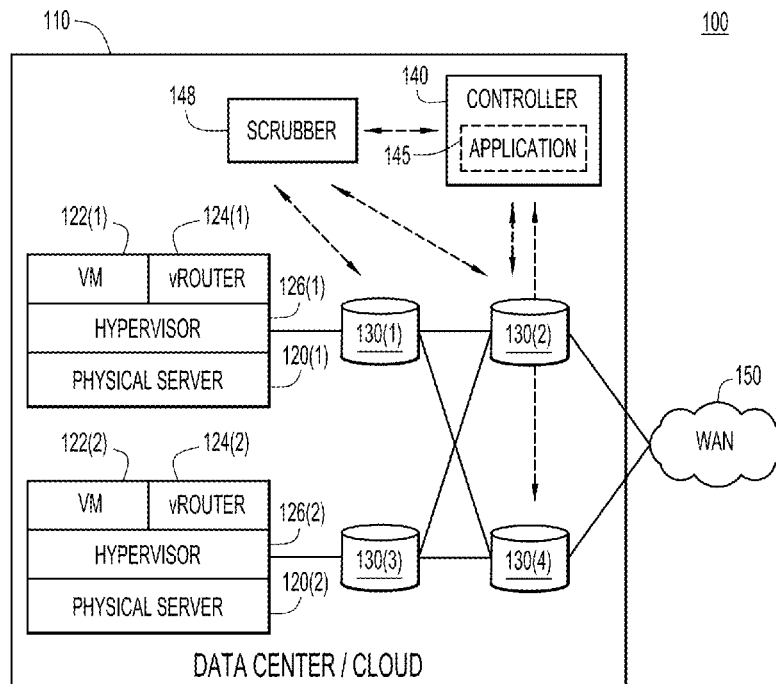 110
100
148
SCRUBBER
140
CONTROLLER
145
APPLICATION
122(1)
124(1)
VM
vROUTER
126(1)
HYPERVISOR
130(1)
130(2)
PHYSICAL SERVER
120(1)
150
WAN
122(2)
124(2)
VM
vROUTER
126(2)
HYPERVISOR
130(3)
130(4)
PHYSICAL SERVER
120(2)
DATA CENTER / CLOUD